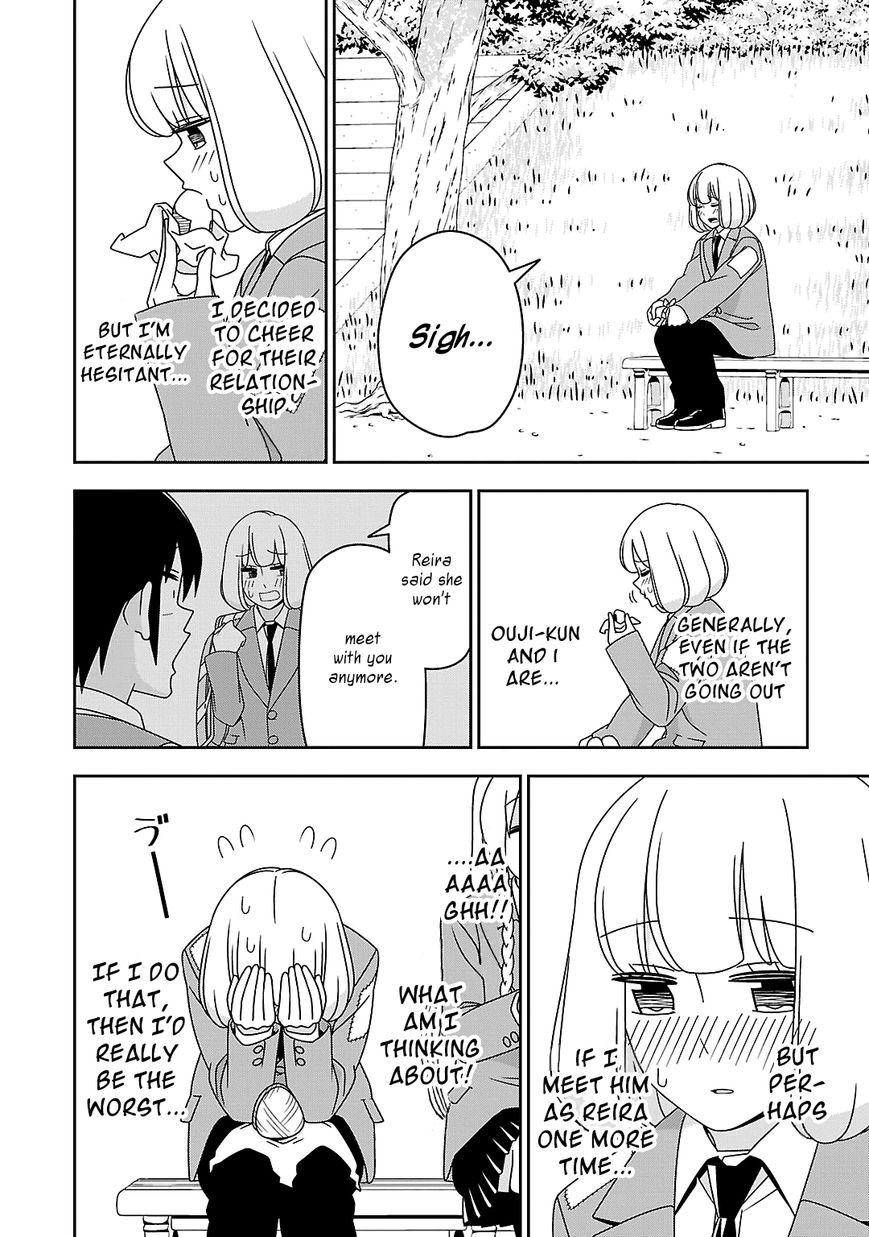 Sigh...
I DECIDED
TO CHEER
FOR THEIR
RELATION-
SHIP.
BUT I'M
ETERNALLY
HESITANT...
GENERALLY,
EVEN IF THE
TWO AREN'T
GOING OUT
OUJI-KUN
AND I
ARE...
Reira
said she
won't
meet
with you
anymore.
BUT
PER-
HAPS
IF I
MEET HIM
AS REIRA
ONE MORE
TIME...
....AA
AAAAA
GHH!!
WHAT
AM I
THINKING
ABOUT!
IF I DO
THAT,
THEN I'D
REALLY
BE THE
WORST...
ゔー